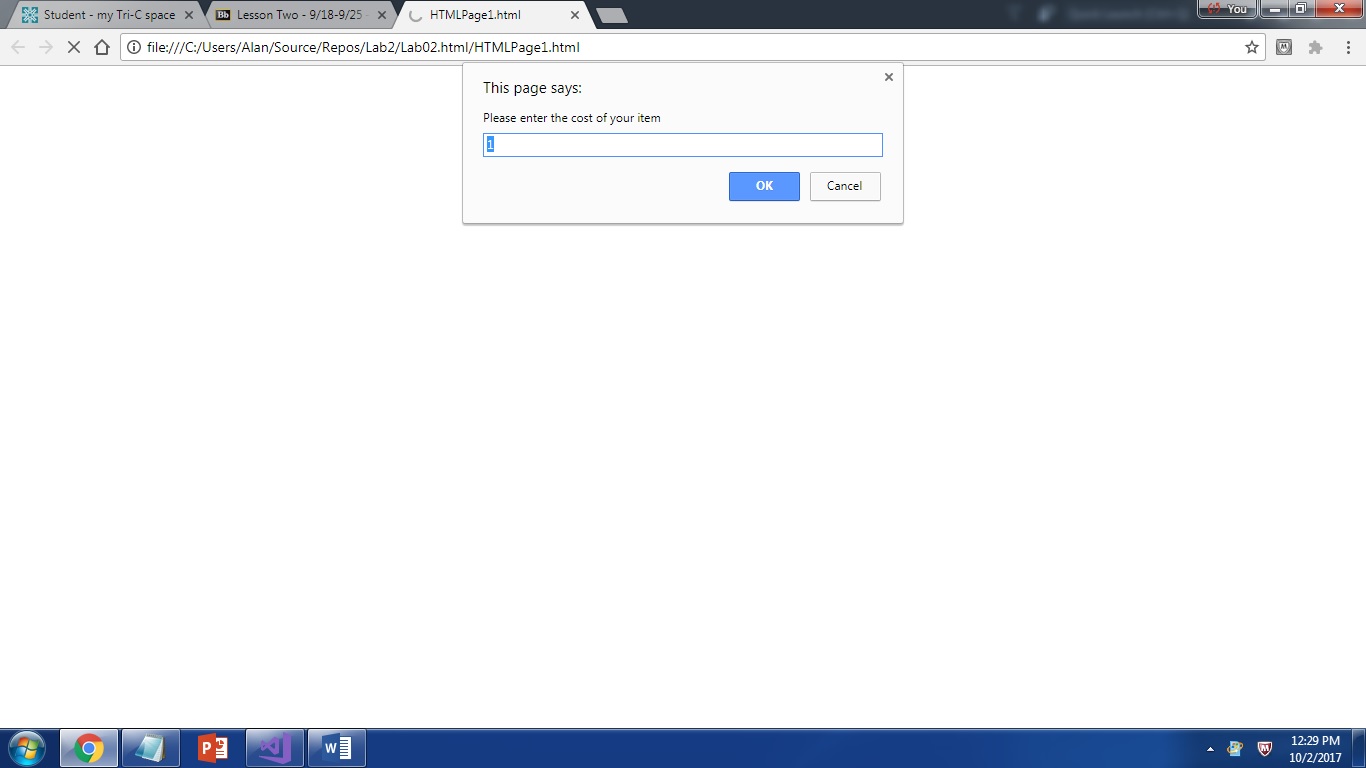 Student - my Tri-C space
Bb Lesson Two - 9/18-9/25 -
HTMLPage1.html
You
file:///C:/Users/Alan/Source/Repos/Lab2/Lab02.html/HTMLPage1.html
This page says:
Please enter the cost of your item
1
OK
Cancel
12:29 PM
10/2/2017